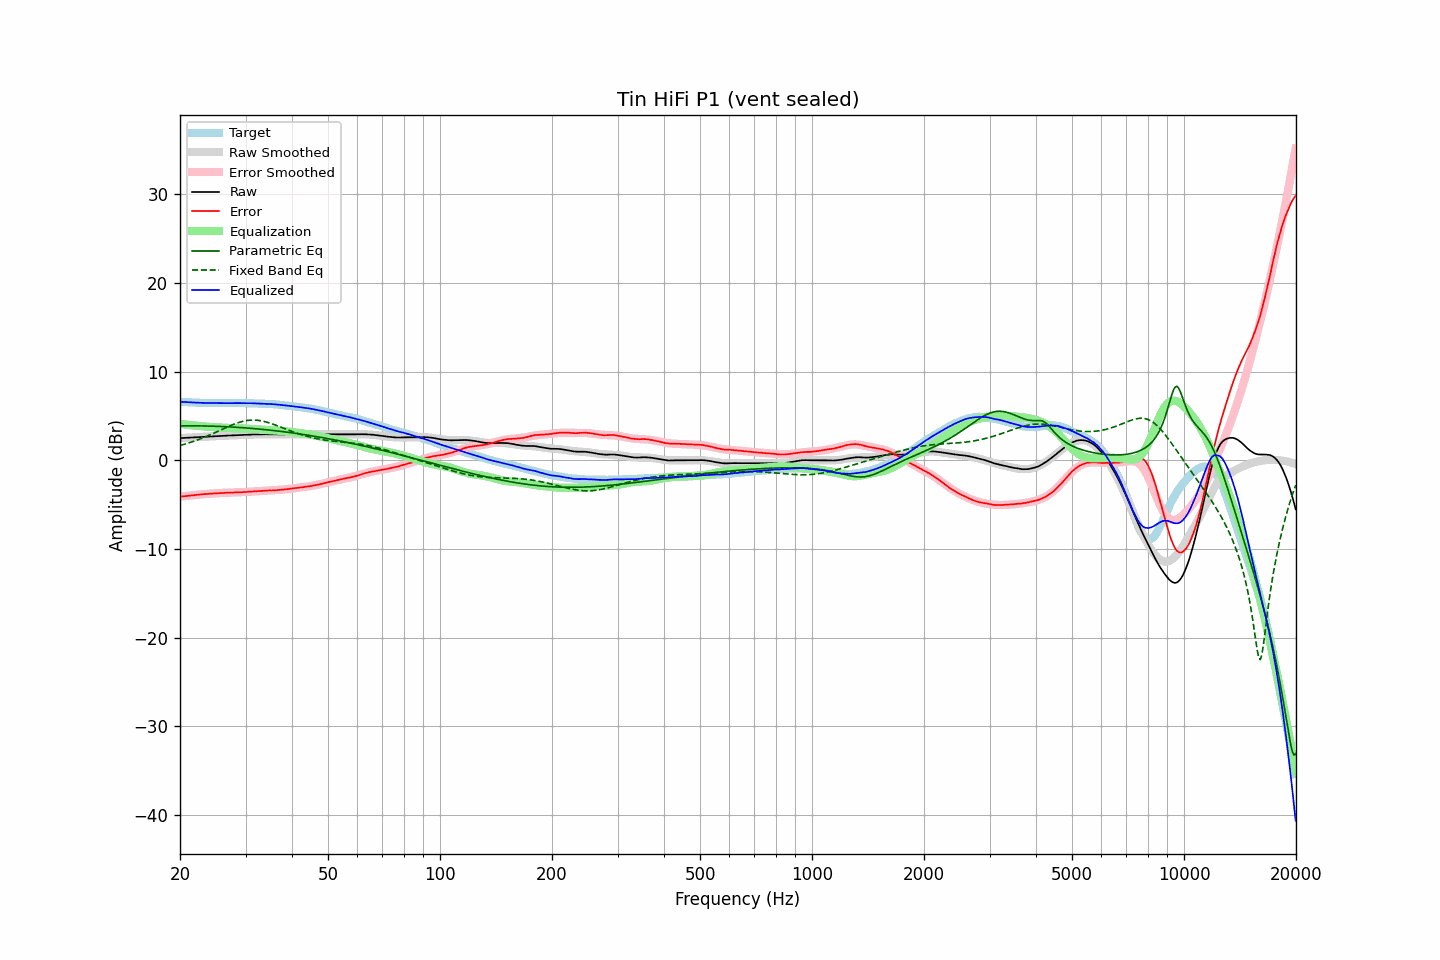 Tin HiFi P1 (vent sealed)
Target
Raw Smoothed
Error Smoothed
Raw
Error
Equalization
Parametric Eq
Fixed Band Eq
Equalized
30
20
10
0
−10
−20
−30
−40
Amplitude (dBr)
20 50 100 200 500 1000 2000 5000 10000 20000
Frequency (Hz)